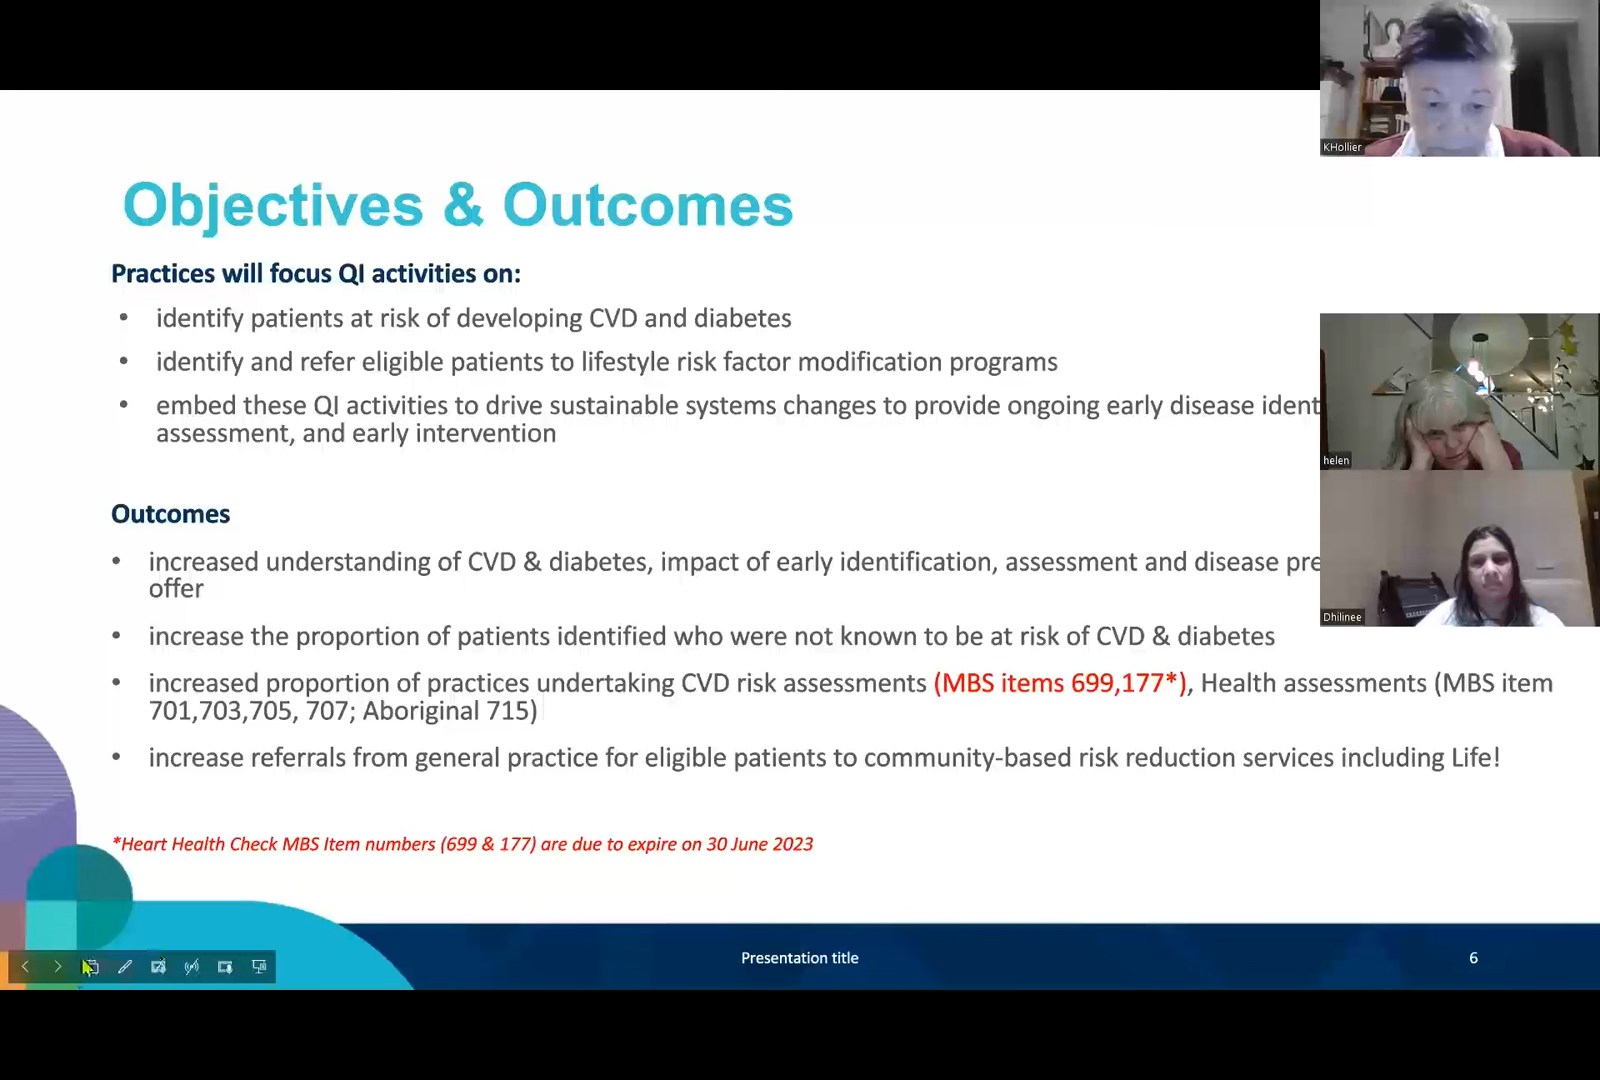 KHollier
Objectives & Outcomes
Practices will focus QI activities on:
• identify patients at risk of developing CVD and diabetes
• identify and refer eligible patients to lifestyle risk factor modification programs
• embed these QI activities to drive sustainable systems changes to provide ongoing early disease ident
assessment, and early intervention
helen
Outcomes
• increased understanding of CVD & diabetes, impact of early identification, assessment and disease pre
offer
Dhilinee
• increase the proportion of patients identified who were not known to be at risk of CVD & diabetes
• increased proportion of practices undertaking CVD risk assessments (MBS items 699,177*), Health assessments (MBS item
701,703,705, 707; Aboriginal 715)
• increase referrals from general practice for eligible patients to community-based risk reduction services including Life!
*Heart Health Check MBS Item numbers (699 & 177) are due to expire on 30 June 2023
Presentation title
6